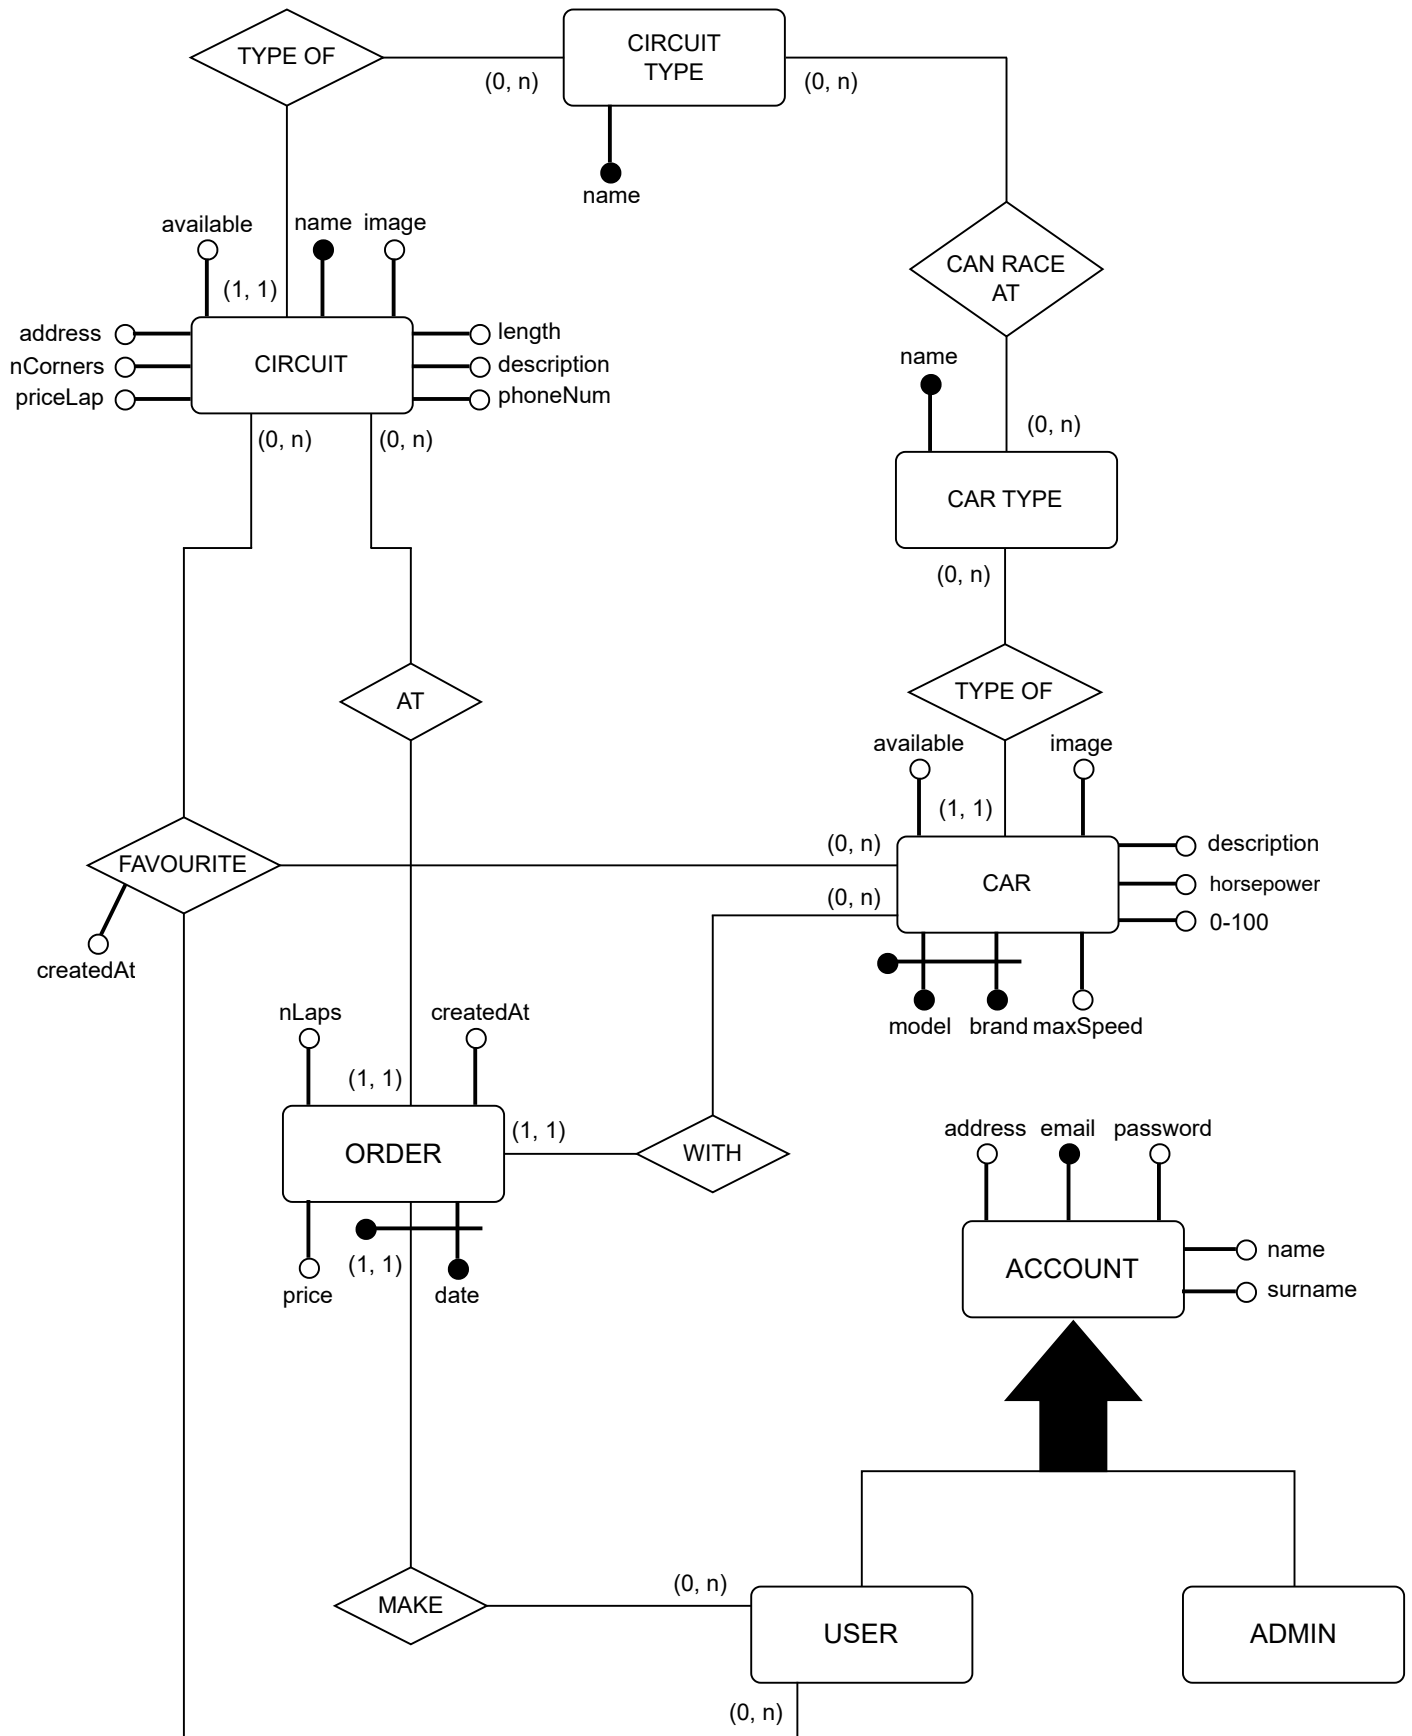 TYPE OF
CIRCUIT
TYPE
(0, n)
(0, n)
name
available
name
image
(1, 1)
CAN RACE
AT
address
nCorners
priceLap
CIRCUIT
length
description
phoneNum
name
(0, n)
(0, n)
(0, n)
CAR TYPE
(0, n)
AT
TYPE OF
available
image
(1, 1)
FAVOURITE
createdAt
(0, n)
(0, n)
CAR
description
horsepower
0-100
model
brand
maxSpeed
nLaps
createdAt
(1, 1)
ORDER
(1, 1)
WITH
address
email
password
(1, 1)
price
date
ACCOUNT
name
surname
MAKE
(0, n)
USER
ADMIN
(0, n)